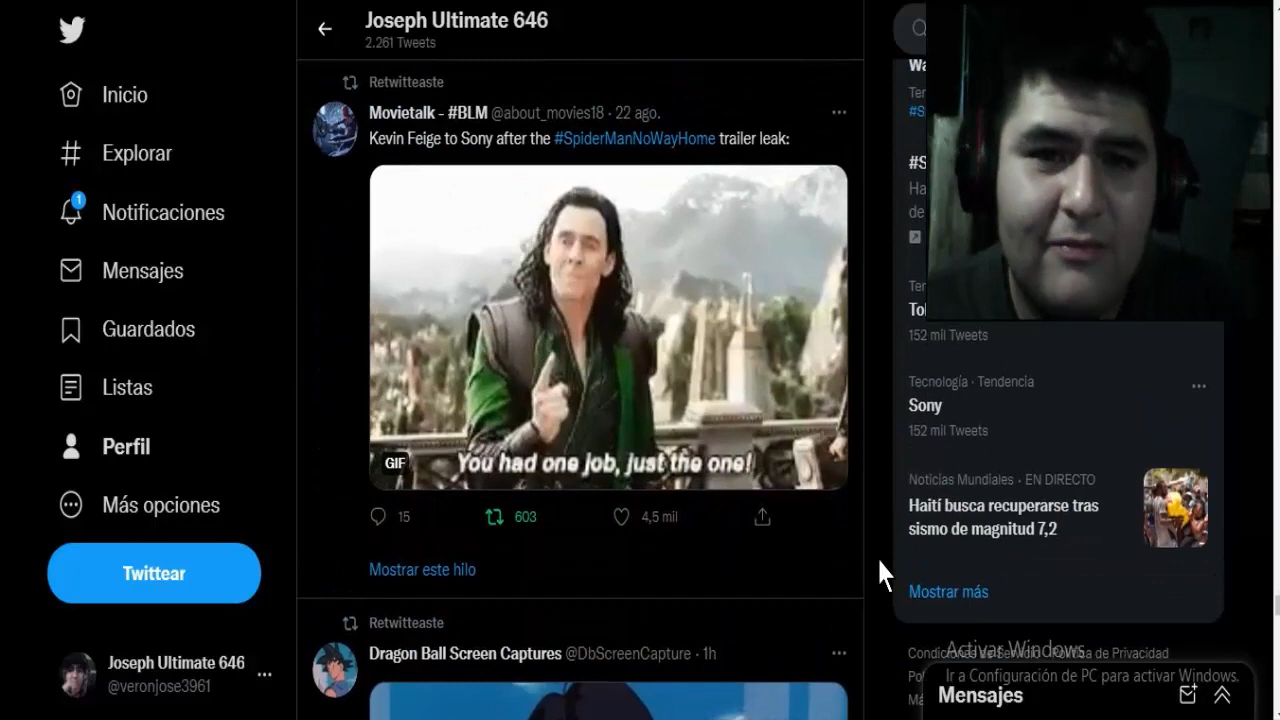 Inicio
Explorar
1
Notificaciones
Mensajes
Guardados
Listas
Perfil
Más opciones
Twittear
Joseph Ultimate 646
@veronjose3961
Joseph Ultimate 646
2.261 Tweets
Retwitteaste
Movietalk - #BLM @about_movies18 · 22 ago.
Kevin Feige to Sony after the #SpiderManNoWayHome trailer leak:
You had one job, just the one!
GIF
15 603 4,5 mil
Mostrar este hilo
Retwitteaste
Dragon Ball Screen Captures @DbScreenCapture · 1h
152 mil Tweets
Tecnología · Tendencia
Sony
152 mil Tweets
Noticias Mundiales · EN DIRECTO
Haití busca recuperarse tras
sismo de magnitud 7,2
Mostrar más
Activar Windows
Política de Privacidad
Ir a Configuración de PC para activar Windows.
Mensajes